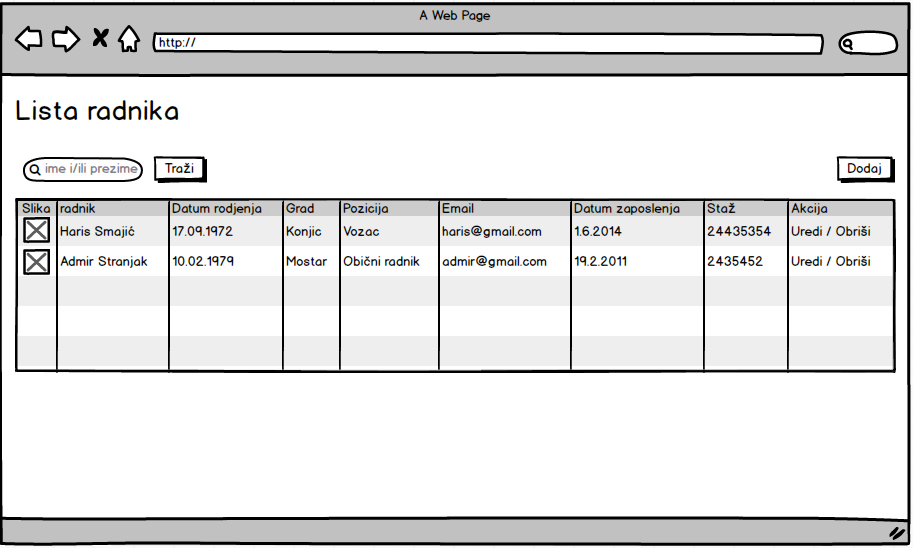 A Web Page
http://
Lista radnika
ime i/ili prezime Traži Dodaj
Slika radnik Datum rodjenja Grad Pozicija Email Datum zaposlenja Staž Akcija
Haris Smajić 17.09.1972 Konjic Vozac haris@gmail.com 1.6.2014 24435354 Uredi / Obriši
Admir Stranjak 10.02.1979 Mostar Obični radnik admir@gmail.com 19.2.2011 2435452 Uredi / Obriši